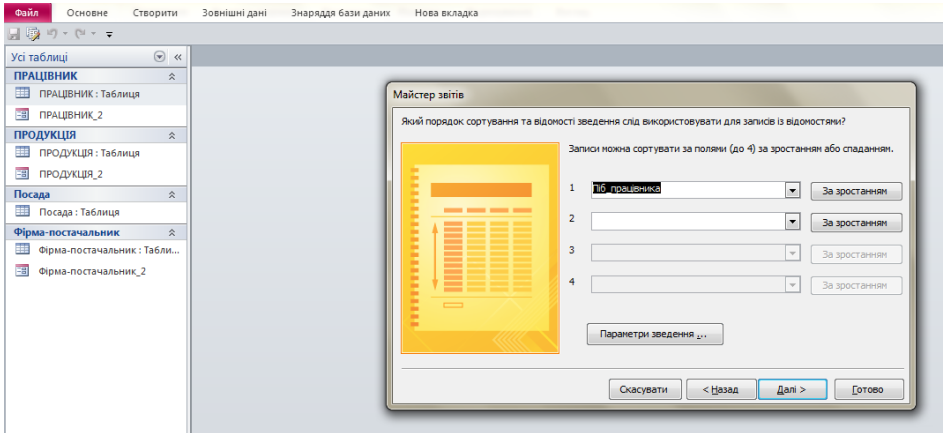 Файл Основне Створити Зовнішні дані Знаряддя бази даних Нова вкладка
Усі таблиці
ПРАЦІВНИК
ПРАЦІВНИК : Таблиця
ПРАЦІВНИК_2
ПРОДУКЦІЯ
ПРОДУКЦІЯ : Таблиця
ПРОДУКЦІЯ_2
Посада
Посада : Таблиця
Фірма-постачальник
Фірма-постачальник : Табли...
Фірма-постачальник_2
Майстер звітів
Який порядок сортування та відомості зведення слід використовувати для записів із відомостями?
Записи можна сортувати за полями (до 4) за зростанням або спаданням.
1 Піб_працівника За зростанням
2 За зростанням
3 За зростанням
4 За зростанням
Параметри зведення ...
Скасувати < Назад Далі > Готово